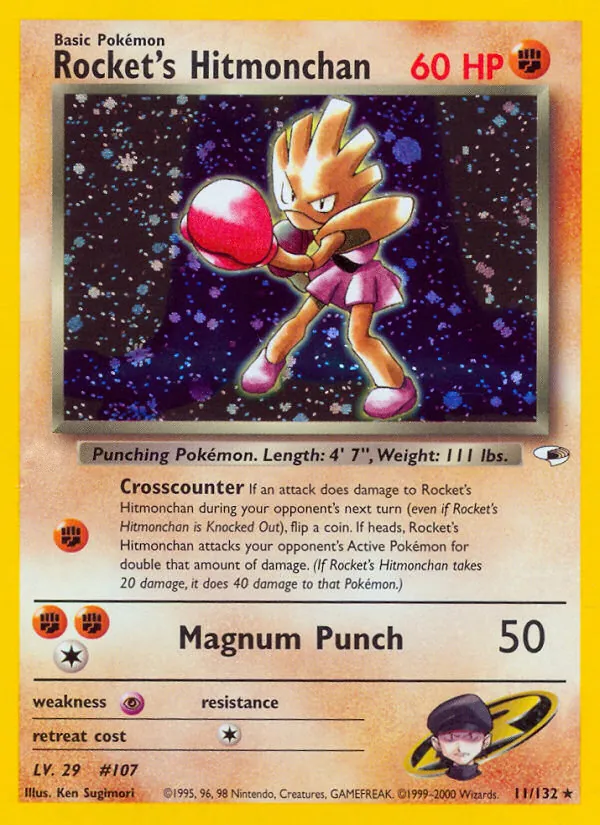 Basic Pokémon
Rocket's Hitmonchan 60 HP
Punching Pokémon. Length: 4' 7", Weight: 111 lbs.
Crosscounter If an attack does damage to Rocket's
Hitmonchan during your opponent's next turn (even if Rocket's
Hitmonchan is Knocked Out), flip a coin. If heads, Rocket's
Hitmonchan attacks your opponent's Active Pokémon for
double that amount of damage. (If Rocket's Hitmonchan takes
20 damage, it does 40 damage to that Pokémon.)
Magnum Punch 50
weakness resistance
retreat cost
LV. 29 #107
Illus. Ken Sugimori ©1995, 96, 98 Nintendo, Creatures, GAMEFREAK. ©1999-2000 Wizards. 11/132 ★